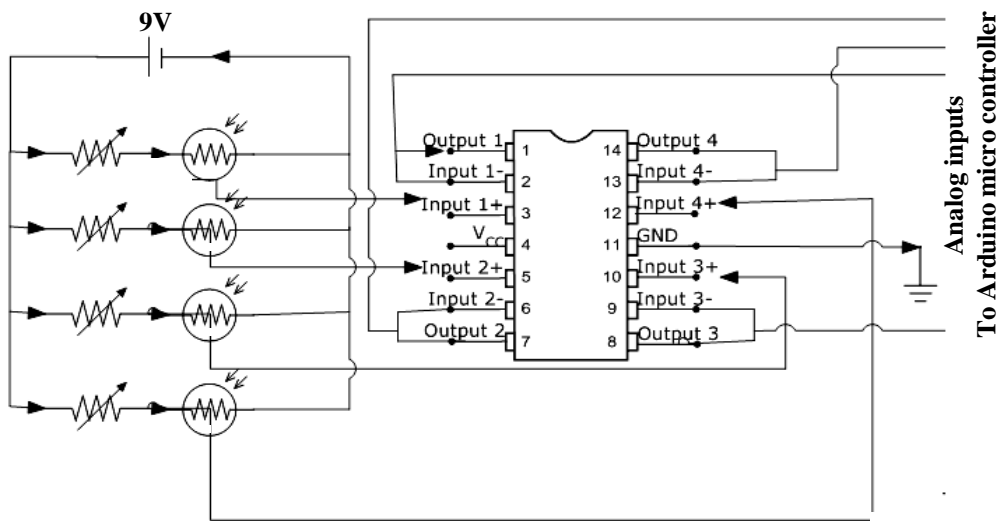 9V
Output 1
1
14
Output 4
Input 1-
2
13
Input 4-
Input 1+
3
12
Input 4+
VCC
4
11
GND
Input 2+
5
10
Input 3+
Input 2-
6
9
Input 3-
Output 2
7
8
Output 3
Analog inputs
To Arduino micro controller